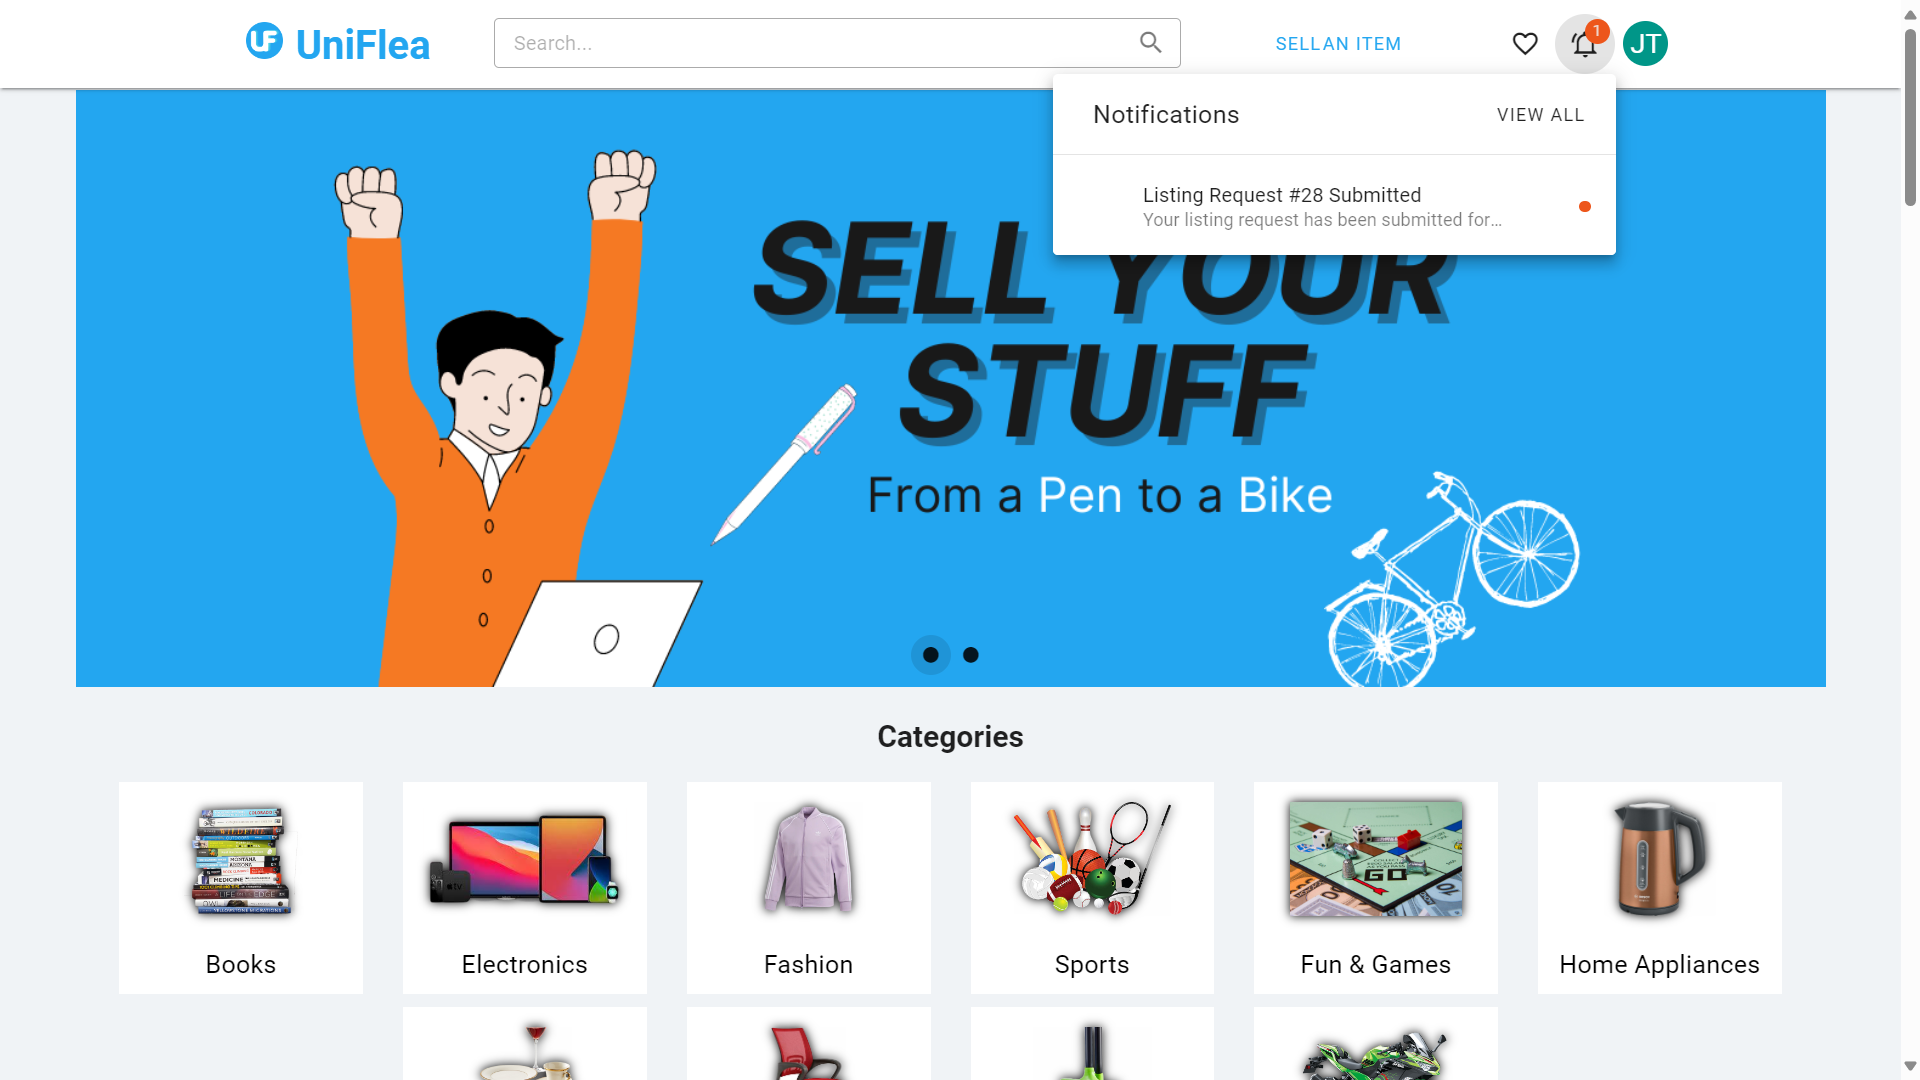 UF UniFlea
Search...
SELLAN ITEM
1
JT
Notifications
VIEW ALL
Listing Request #28 Submitted
Your listing request has been submitted for...
SELL YOUR
STUFF
From a Pen to a Bike
Categories
Books
Electronics
Fashion
Sports
Fun & Games
Home Appliances